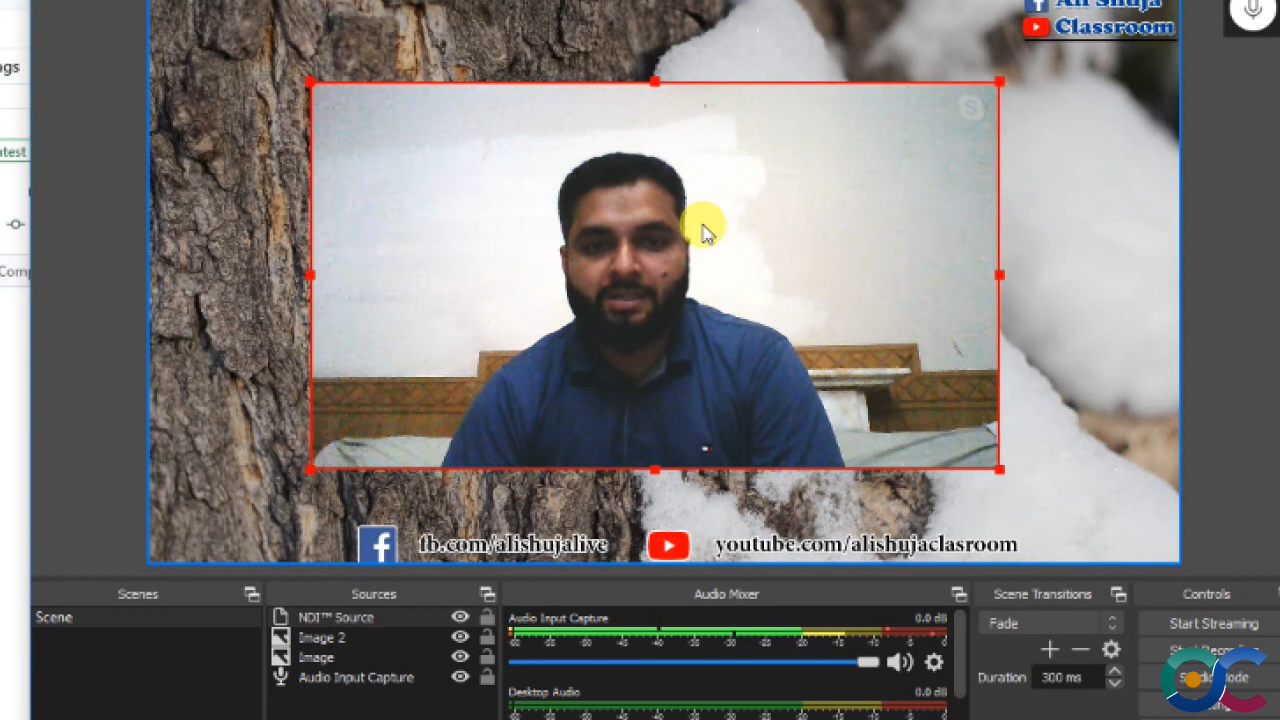 Ali Shuja
Classroom
ags
atest
Comp
S
fb.com/alishujalive
youtube.com/alishujaclasroom
Scenes
Sources
Audio Mixer
Scene Transitions
Controls
Scene
NDI™ Source
Image 2
Image
Audio Input Capture
Audio Input Capture
0.0 dB
Fade
Duration
300 ms
Start Streaming
Desktop Audio
0.0 dB